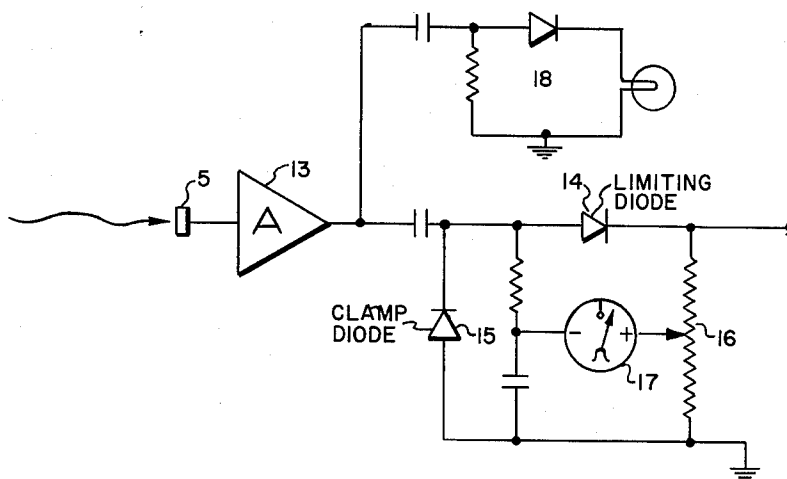 18
5
13
A
14
LIMITING
DIODE
CLAMP
DIODE
15
- +
16
17